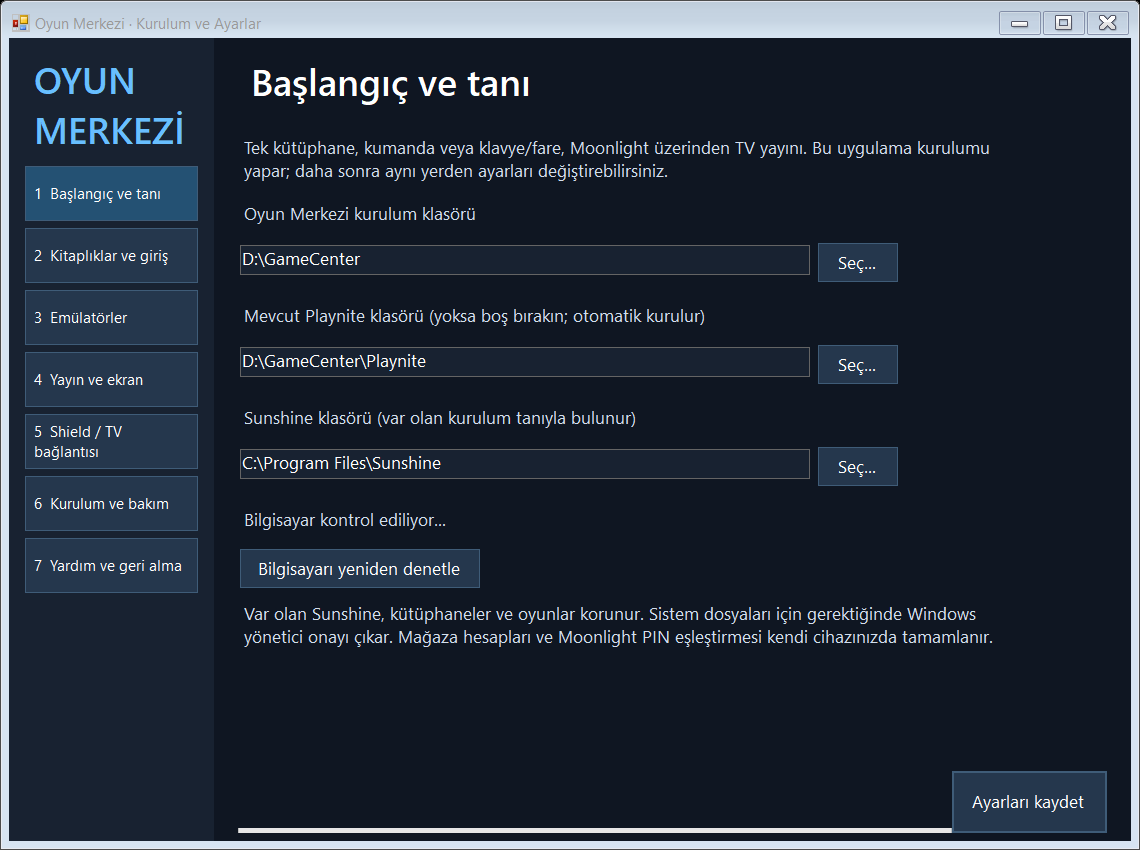 Oyun Merkezi · Kurulum ve Ayarlar
OYUN
MERKEZİ
1 Başlangıç ve tanı
2 Kitaplıklar ve giriş
3 Emülatörler
4 Yayın ve ekran
5 Shield / TV
bağlantısı
6 Kurulum ve bakım
7 Yardım ve geri alma
Başlangıç ve tanı
Tek kütüphane, kumanda veya klavye/fare, Moonlight üzerinden TV yayını. Bu uygulama kurulumu
yapar; daha sonra aynı yerden ayarları değiştirebilirsiniz.
Oyun Merkezi kurulum klasörü
D:\GameCenter
Seç...
Mevcut Playnite klasörü (yoksa boş bırakın; otomatik kurulur)
D:\GameCenter\Playnite
Seç...
Sunshine klasörü (var olan kurulum tanıyla bulunur)
C:\Program Files\Sunshine
Seç...
Bilgisayar kontrol ediliyor...
Bilgisayarı yeniden denetle
Var olan Sunshine, kütüphaneler ve oyunlar korunur. Sistem dosyaları için gerektiğinde Windows
yönetici onayı çıkar. Mağaza hesapları ve Moonlight PIN eşleştirmesi kendi cihazınızda tamamlanır.
Ayarları kaydet